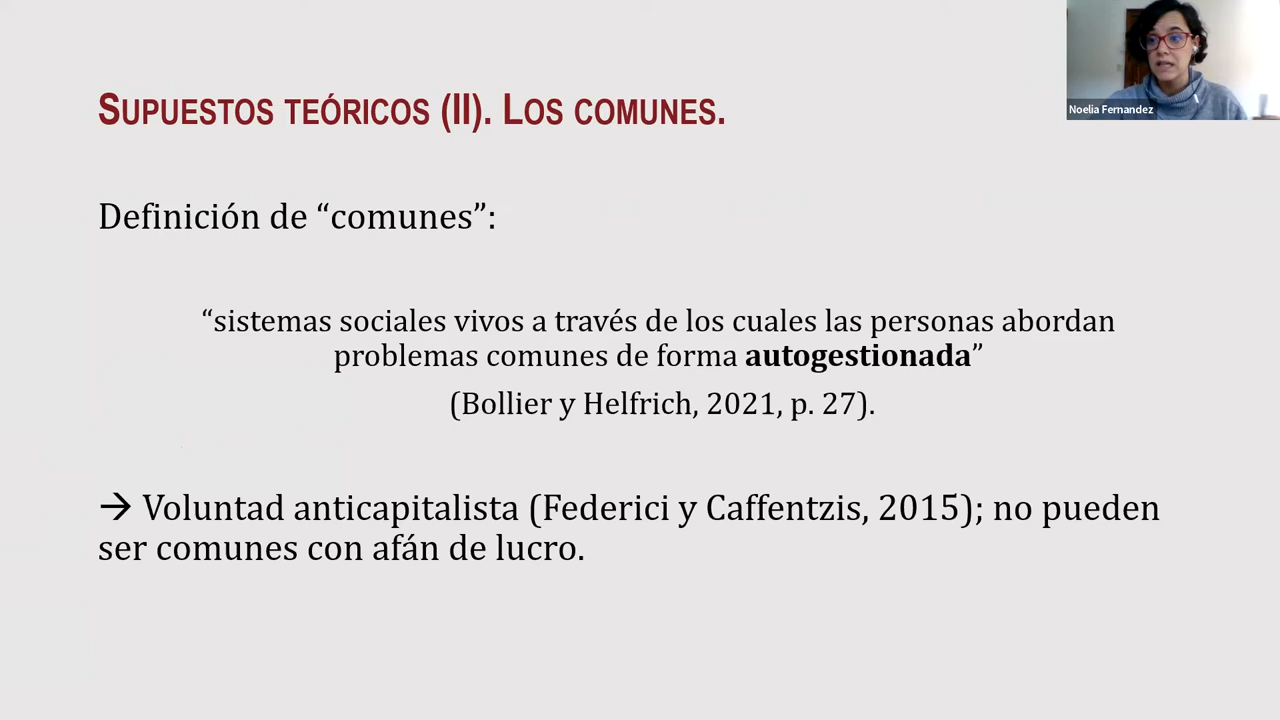 SUPUESTOS TEÓRICOS (II). LOS COMUNES.
Noelia Fernandez
Definición de “comunes”:
“sistemas sociales vivos a través de los cuales las personas abordan
problemas comunes de forma autogestionada”
(Bollier y Helfrich, 2021, p. 27).
→ Voluntad anticapitalista (Federici y Caffentzis, 2015); no pueden
ser comunes con afán de lucro.